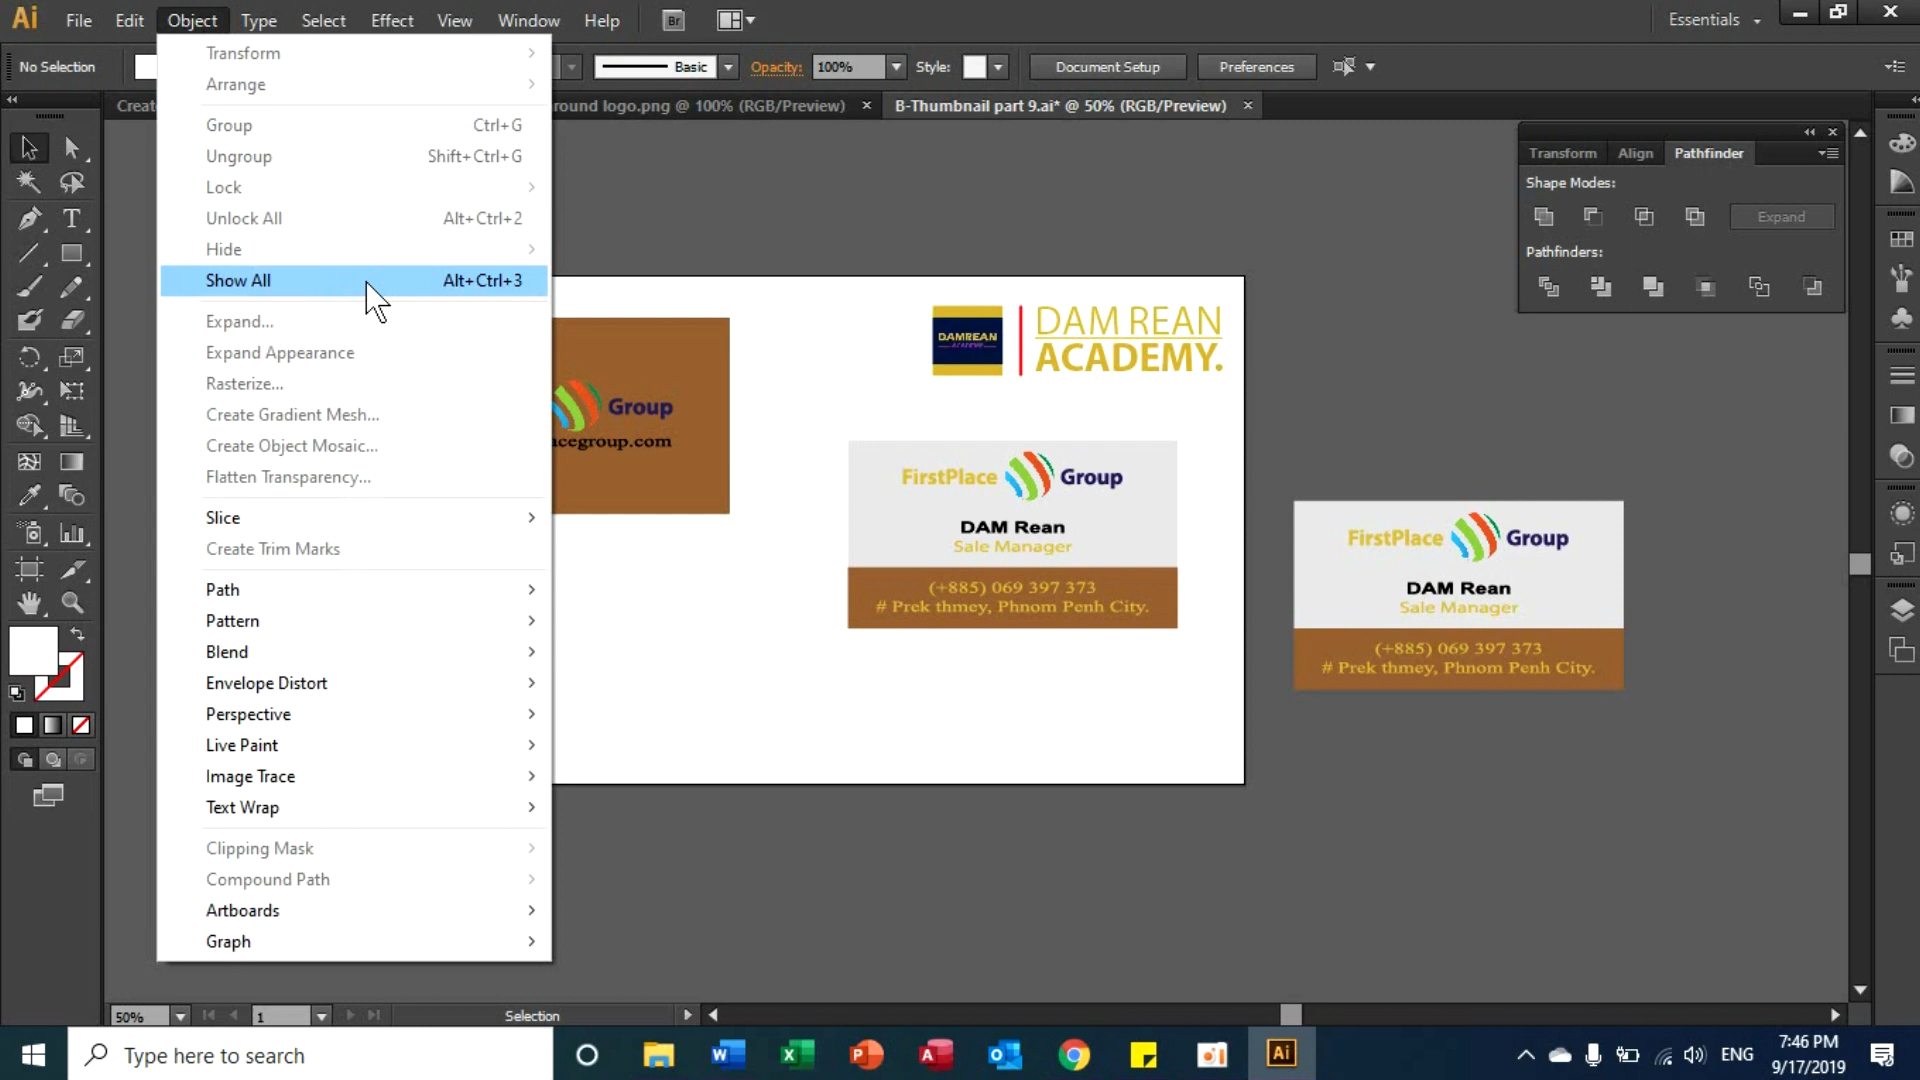 Ai File Edit Object Type Select Effect View Window Help Br Essentials
No Selection Basic Opacity: 100% Style: Document Setup Preferences
Creat ound logo.png @ 100% (RGB/Preview) × B-Thumbnail part 9.ai* @ 50% (RGB/Preview) ×
Transform
Arrange
Group Ctrl+G
Ungroup Shift+Ctrl+G
Lock
Unlock All Alt+Ctrl+2
Hide
Show All Alt+Ctrl+3
Expand...
Expand Appearance
Rasterize...
Create Gradient Mesh...
Create Object Mosaic...
Flatten Transparency...
Slice
Create Trim Marks
Path
Pattern
Blend
Envelope Distort
Perspective
Live Paint
Image Trace
Text Wrap
Clipping Mask
Compound Path
Artboards
Graph
Transform Align Pathfinder
Shape Modes:
Expand
Pathfinders:
Group
acegroup.com
DAMREAN
ACADEMY
DAM REAN
ACADEMY.
FirstPlace Group
DAM Rean
Sale Manager
(+885) 069 397 373
# Prek thmey, Phnom Penh City.
FirstPlace Group
DAM Rean
Sale Manager
(+885) 069 397 373
# Prek thmey, Phnom Penh City.
50% 1 Selection
Type here to search
ENG
7:46 PM
9/17/2019